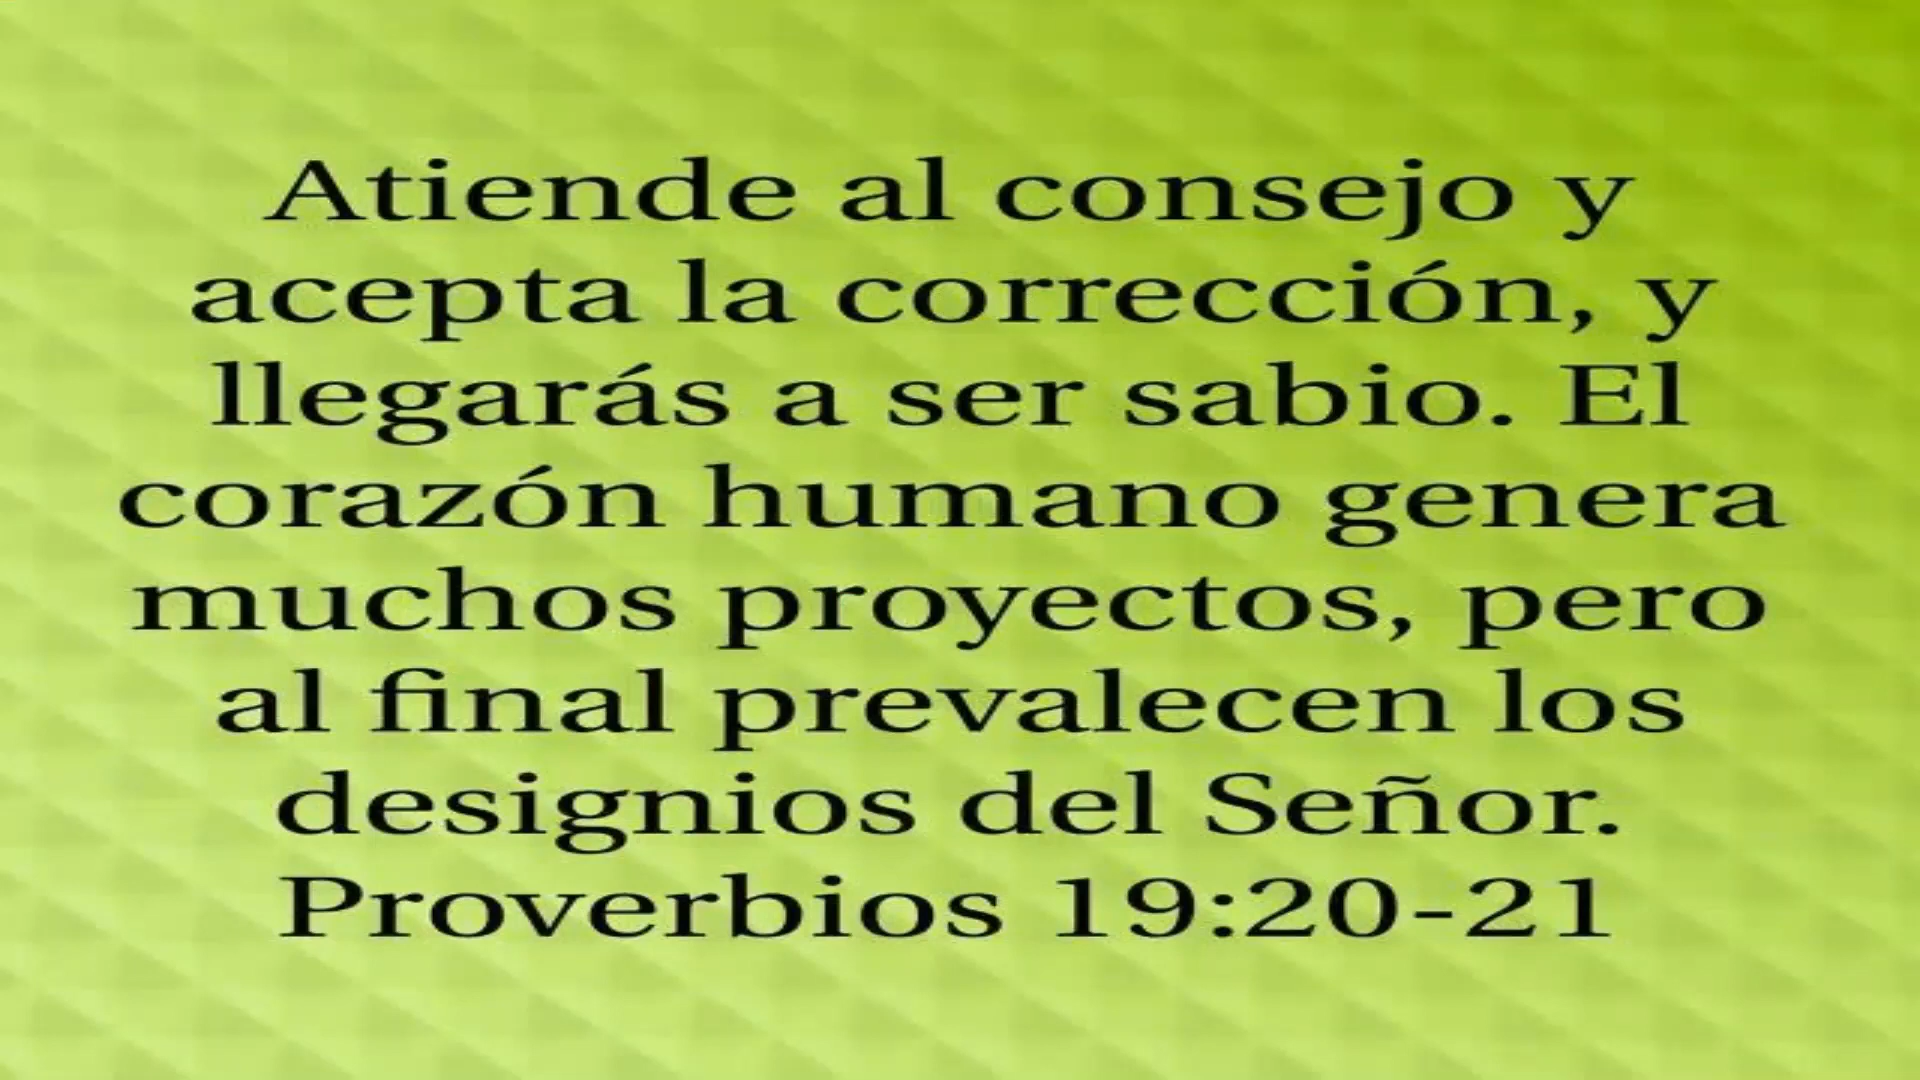 Atiende al consejo y
acepta la corrección, y
llegarás a ser sabio. El
corazón humano genera
muchos proyectos, pero
al final prevalecen los
designios del Señor.
Proverbios 19:20-21